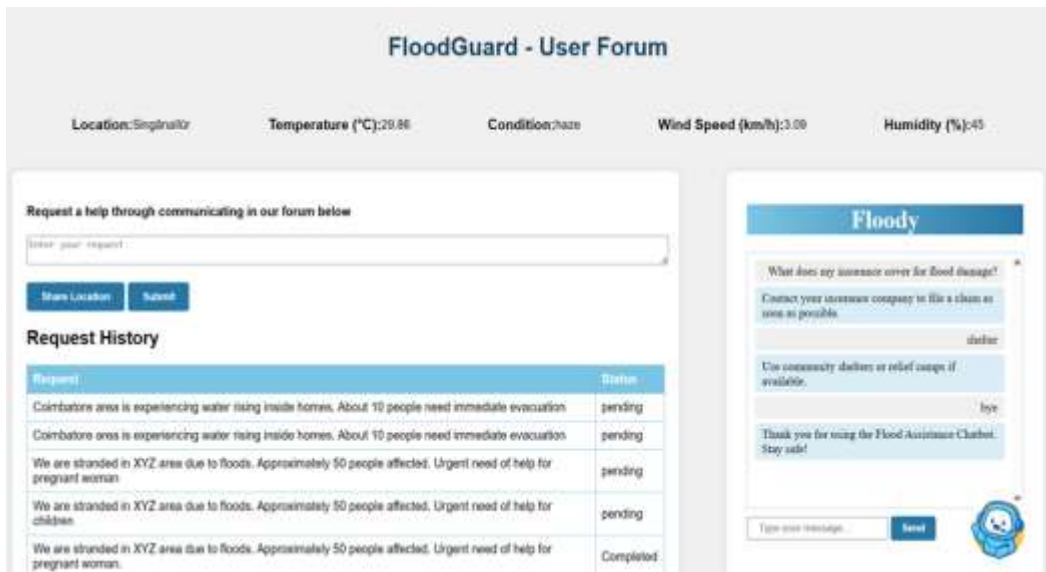 FloodGuard - User Forum
Location:Singānallūr Temperature (°C):29.86 Condition:haze Wind Speed (km/h):3.09 Humidity (%):45
Request a help through communicating in our forum below
Enter your request
Share Location Submit
Request History
Request Status
Coimbatore area is experiencing water rising inside homes. About 10 people need immediate evacuation pending
Coimbatore area is experiencing water rising inside homes. About 10 people need immediate evacuation pending
We are stranded in XYZ area due to floods. Approximately 50 people affected. Urgent need of help for
pregnant woman pending
We are stranded in XYZ area due to floods. Approximately 50 people affected. Urgent need of help for
children pending
We are stranded in XYZ area due to floods. Approximately 50 people affected. Urgent need of help for
pregnant woman. Completed
Floody
What does my insurance cover for flood damage?
Contact your insurance company to file a claim as
soon as possible.
shelter
Use community shelters or relief camps if
available.
bye
Thank you for using the Flood Assistance Chatbot.
Stay safe!
Type your message... Send